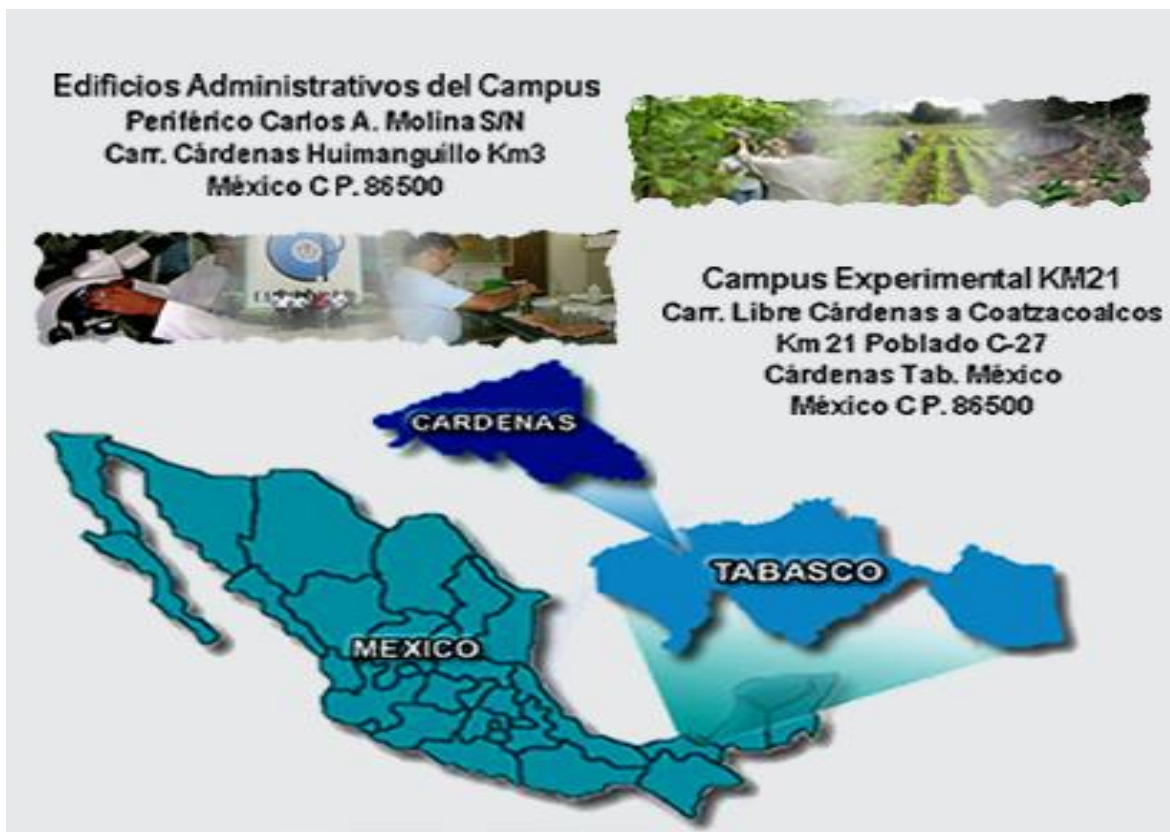 Edificios Administrativos del Campus
Periférico Carlos A. Molina S/N
Carr. Cárdenas Huimanguillo Km3
México C P. 86500
Campus Experimental KM21
Carr. Libre Cárdenas a Coatzacoalcos
Km 21 Poblado C-27
Cárdenas Tab. México
México C P. 86500
CARDENAS
TABASCO
MEXICO